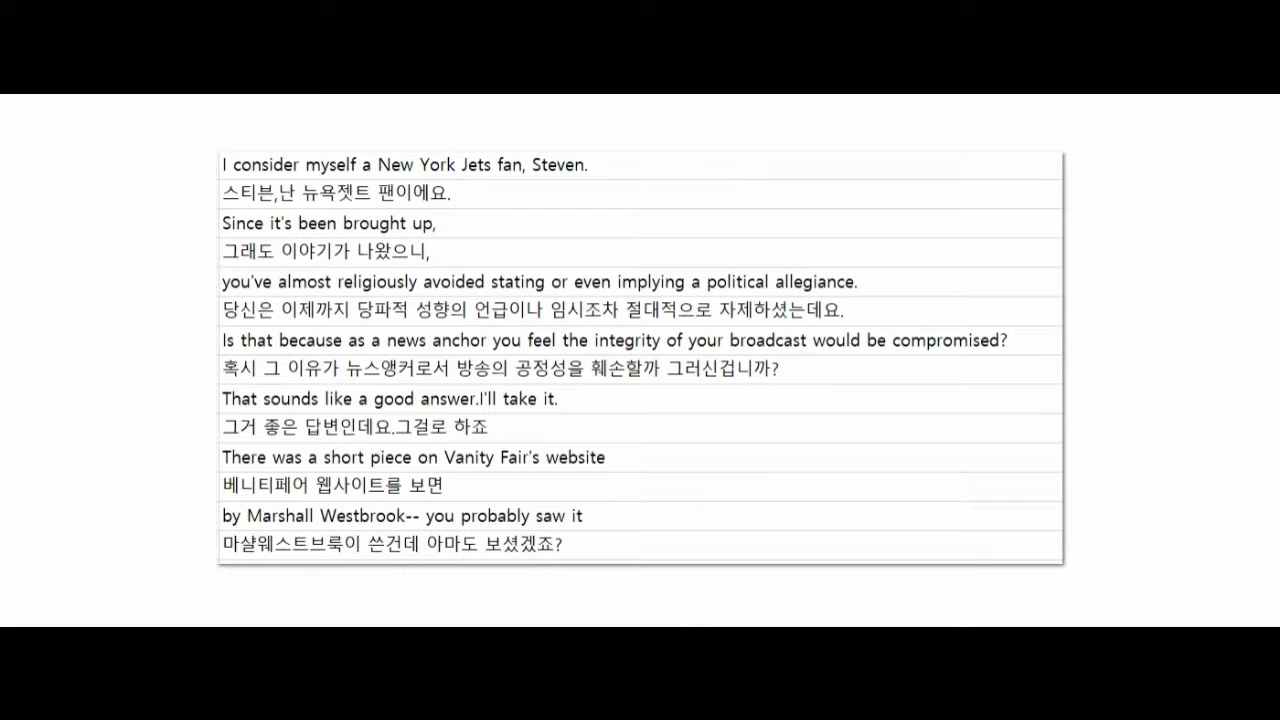 I consider myself a New York Jets fan, Steven.
스티븐,난 뉴욕젯트 팬이에요.
Since it's been brought up,
그래도 이야기가 나왔으니,
you've almost religiously avoided stating or even implying a political allegiance.
당신은 이제까지 당파적 성향의 언급이나 임시조차 절대적으로 자제하셨는데요.
Is that because as a news anchor you feel the integrity of your broadcast would be compromised?
혹시 그 이유가 뉴스앵커로서 방송의 공정성을 훼손할까 그러신겁니까?
That sounds like a good answer.I'll take it.
그거 좋은 답변인데요.그걸로 하죠
There was a short piece on Vanity Fair's website
베니티페어 웹사이트를 보면
by Marshall Westbrook-- you probably saw it
마샬웨스트브룩이 쓴건데 아마도 보셨겠죠?